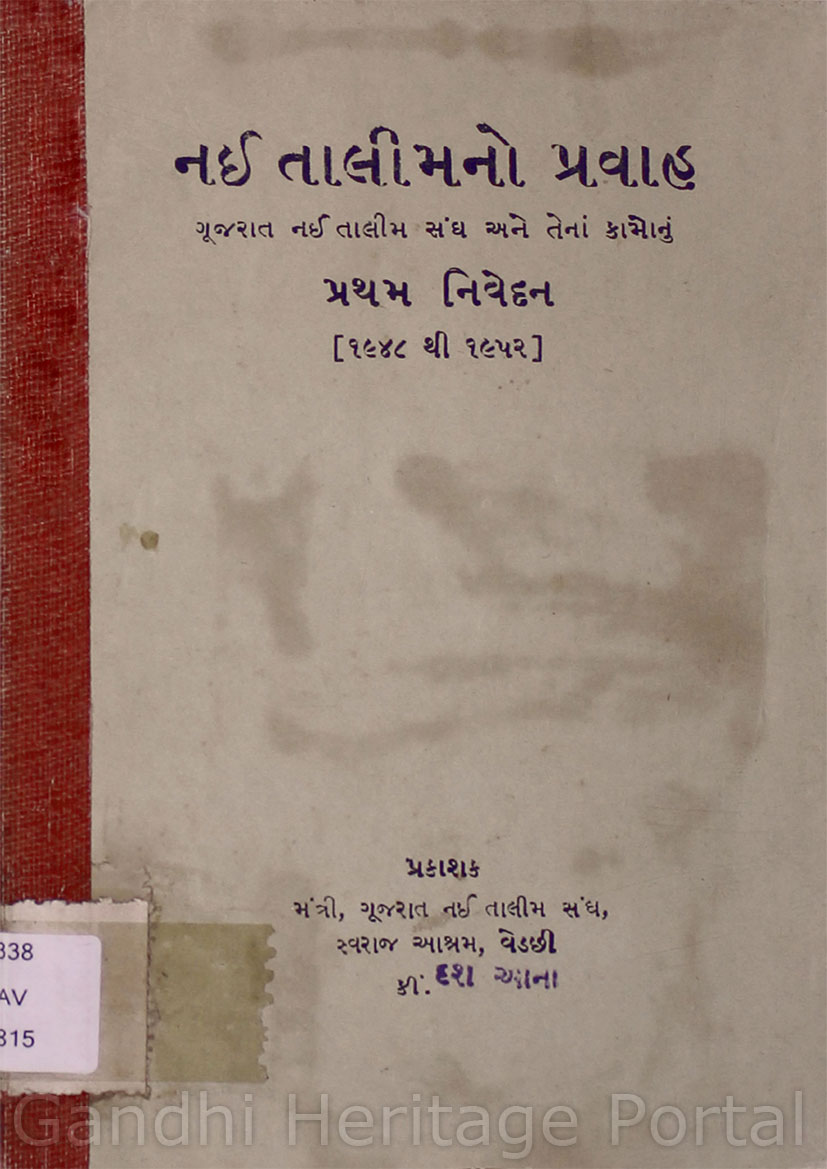 નઈ તાલીમનો પ્રવાહ
ગૂજરાત નઈ તાલીમ સંઘ અને તેનાં કામોનું
પ્રથમ નિવેદન
[૧૯૪૮ થી ૧૯૫૨]
પ્રકાશક
મંત્રી, ગૂજરાત નઈ તાલીમ સંઘ,
સ્વરાજ આશ્રમ, વેડછી
કીં. દશ આના
338
AV
315
Gandhi Heritage Portal